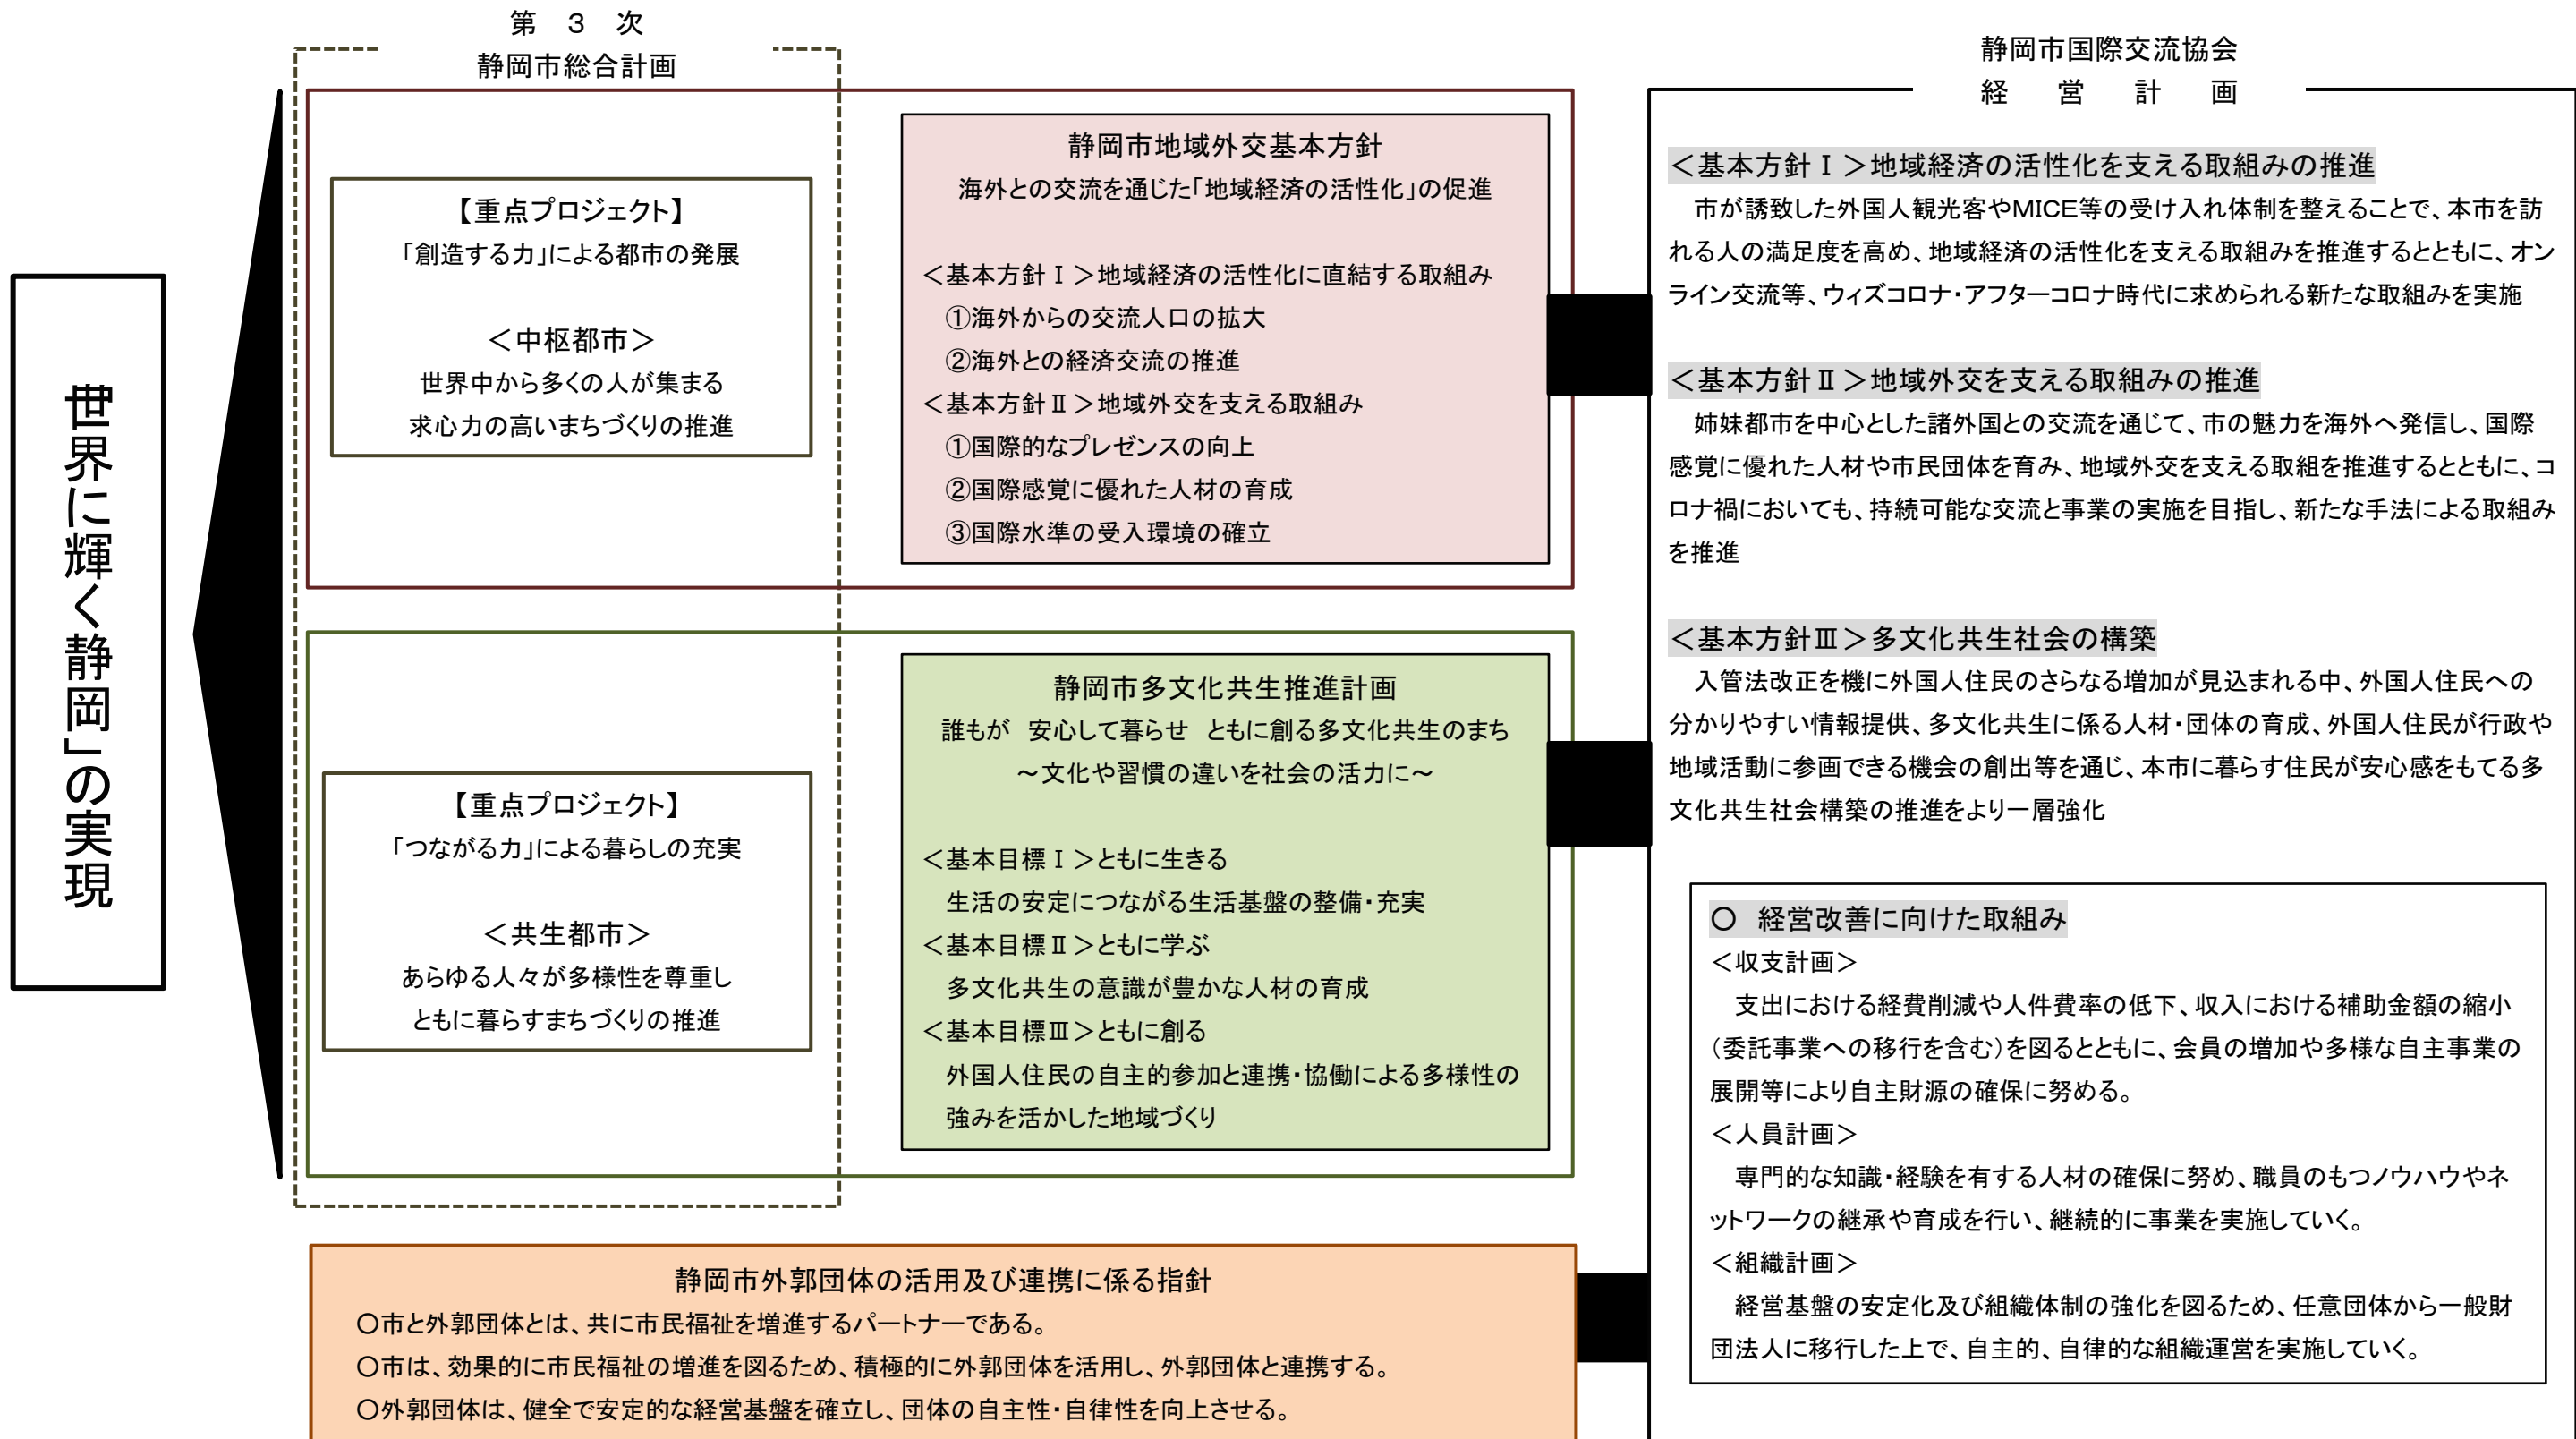 世界に輝く静岡」の実現
第　３　次
静岡市総合計画
【重点プロジェクト】
「創造する力」による都市の発展
＜中枢都市＞
世界中から多くの人が集まる
求心力の高いまちづくりの推進
静岡市地域外交基本方針
海外との交流を通じた「地域経済の活性化」の促進
＜基本方針Ⅰ＞地域経済の活性化に直結する取組み
①海外からの交流人口の拡大
②海外との経済交流の推進
＜基本方針Ⅱ＞地域外交を支える取組み
①国際的なプレゼンスの向上
②国際感覚に優れた人材の育成
③国際水準の受入環境の確立
【重点プロジェクト】
「つながる力」による暮らしの充実
＜共生都市＞
あらゆる人々が多様性を尊重し
ともに暮らすまちづくりの推進
静岡市多文化共生推進計画
誰もが　安心して暮らせ　ともに創る多文化共生のまち
～文化や習慣の違いを社会の活力に～
＜基本目標Ⅰ＞ともに生きる
生活の安定につながる生活基盤の整備・充実
＜基本目標Ⅱ＞ともに学ぶ
多文化共生の意識が豊かな人材の育成
＜基本目標Ⅲ＞ともに創る
外国人住民の自主的参加と連携・協働による多様性の
強みを活かした地域づくり
静岡市外郭団体の活用及び連携に係る指針
○市と外郭団体とは、共に市民福祉を増進するパートナーである。
○市は、効果的に市民福祉の増進を図るため、積極的に外郭団体を活用し、外郭団体と連携する。
○外郭団体は、健全で安定的な経営基盤を確立し、団体の自主性・自律性を向上させる。
静岡市国際交流協会
経　営　計　画
＜基本方針Ⅰ＞地域経済の活性化を支える取組みの推進
市が誘致した外国人観光客やMICE等の受け入れ体制を整えることで、本市を訪
れる人の満足度を高め、地域経済の活性化を支える取組みを推進するとともに、オン
ライン交流等、ウィズコロナ・アフターコロナ時代に求められる新たな取組みを実施
＜基本方針Ⅱ＞地域外交を支える取組みの推進
姉妹都市を中心とした諸外国との交流を通じて、市の魅力を海外へ発信し、国際
感覚に優れた人材や市民団体を育み、地域外交を支える取組を推進するとともに、コ
ロナ禍においても、持続可能な交流と事業の実施を目指し、新たな手法による取組み
を推進
＜基本方針Ⅲ＞多文化共生社会の構築
入管法改正を機に外国人住民のさらなる増加が見込まれる中、外国人住民への
分かりやすい情報提供、多文化共生に係る人材・団体の育成、外国人住民が行政や
地域活動に参画できる機会の創出等を通じ、本市に暮らす住民が安心感をもてる多
文化共生社会構築の推進をより一層強化
○　経営改善に向けた取組み
＜収支計画＞
支出における経費削減や人件費率の低下、収入における補助金額の縮小
（委託事業への移行を含む）を図るとともに、会員の増加や多様な自主事業の
展開等により自主財源の確保に努める。
＜人員計画＞
専門的な知識・経験を有する人材の確保に努め、職員のもつノウハウやネ
ットワークの継承や育成を行い、継続的に事業を実施していく。
＜組織計画＞
経営基盤の安定化及び組織体制の強化を図るため、任意団体から一般財
団法人に移行した上で、自主的、自律的な組織運営を実施していく。